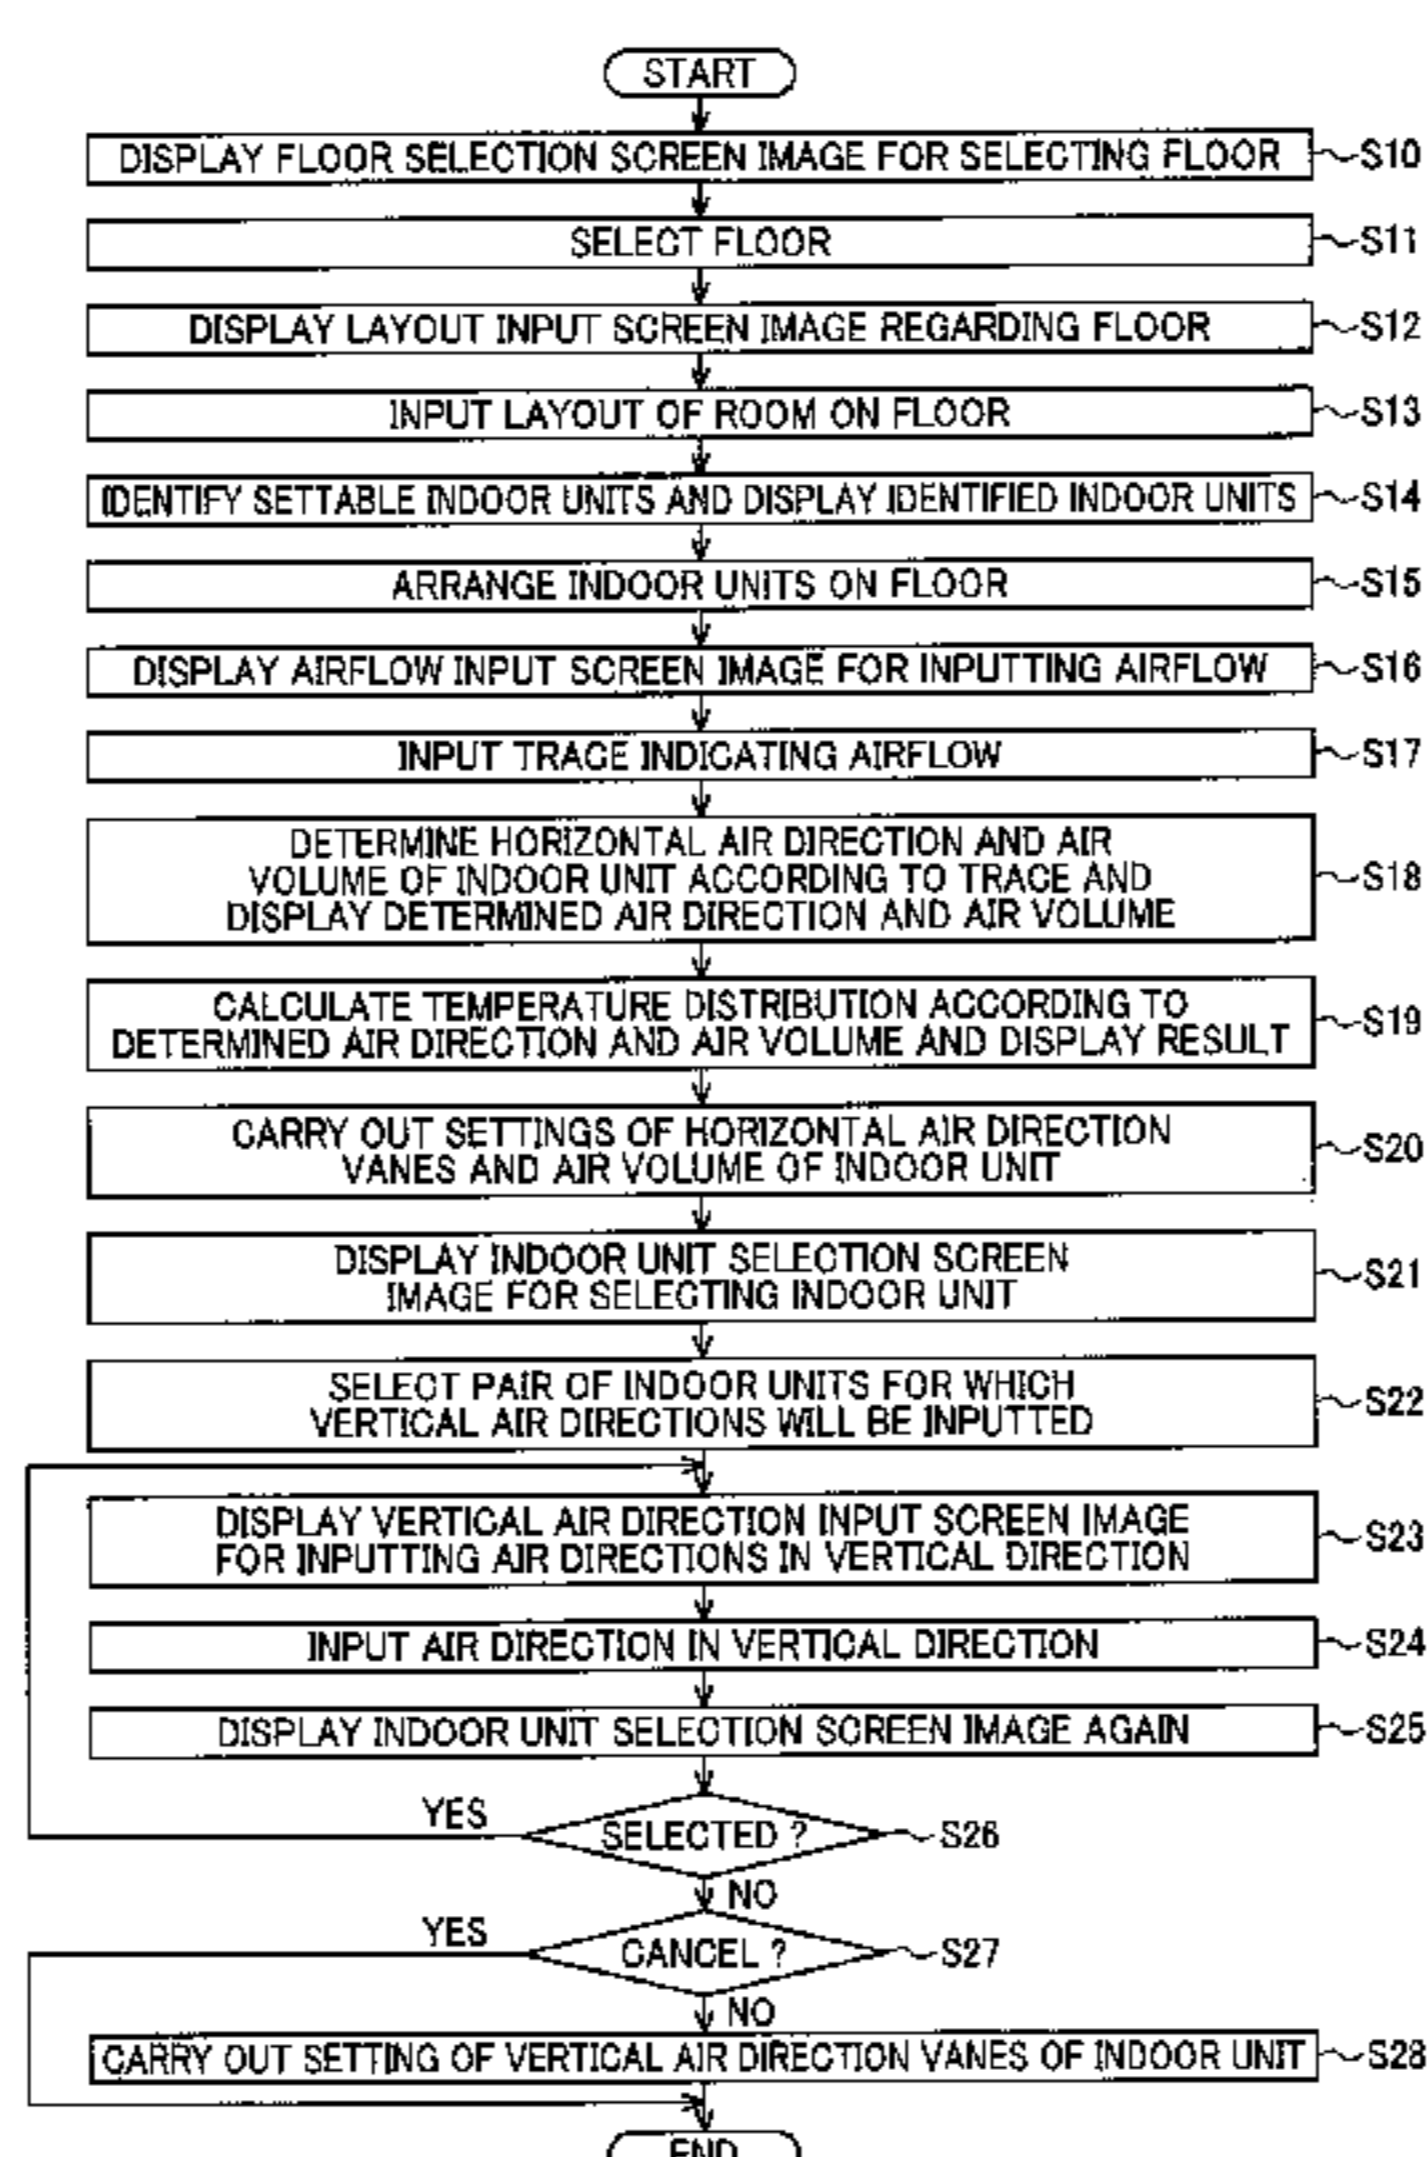 START
DISPLAY FLOOR SELECTION SCREEN IMAGE FOR SELECTING FLOOR S10
SELECT FLOOR S11
DISPLAY LAYOUT INPUT SCREEN IMAGE REGARDING FLOOR S12
INPUT LAYOUT OF ROOM ON FLOOR S13
IDENTIFY SETTABLE INDOOR UNITS AND DISPLAY IDENTIFIED INDOOR UNITS S14
ARRANGE INDOOR UNITS ON FLOOR S15
DISPLAY AIRFLOW INPUT SCREEN IMAGE FOR INPUTTING AIRFLOW S16
INPUT TRACE INDICATING AIRFLOW S17
DETERMINE HORIZONTAL AIR DIRECTION AND AIR
VOLUME OF INDOOR UNIT ACCORDING TO TRACE AND S18
DISPLAY DETERMINED AIR DIRECTION AND AIR VOLUME
CALCULATE TEMPERATURE DISTRIBUTION ACCORDING TO
DETERMINED AIR DIRECTION AND AIR VOLUME AND DISPLAY RESULT S19
CARRY OUT SETTINGS OF HORIZONTAL AIR DIRECTION
VANES AND AIR VOLUME OF INDOOR UNIT S20
DISPLAY INDOOR UNIT SELECTION SCREEN
IMAGE FOR SELECTING INDOOR UNIT S21
SELECT PAIR OF INDOOR UNITS FOR WHICH
VERTICAL AIR DIRECTIONS WILL BE INPUTTED S22
DISPLAY VERTICAL AIR DIRECTION INPUT SCREEN IMAGE
FOR INPUTTING AIR DIRECTIONS IN VERTICAL DIRECTION S23
INPUT AIR DIRECTION IN VERTICAL DIRECTION S24
DISPLAY INDOOR UNIT SELECTION SCREEN IMAGE AGAIN S25
YES
SELECTED ? S26
NO
YES
CANCEL ? S27
NO
CARRY OUT SETTING OF VERTICAL AIR DIRECTION VANES OF INDOOR UNIT S28
END